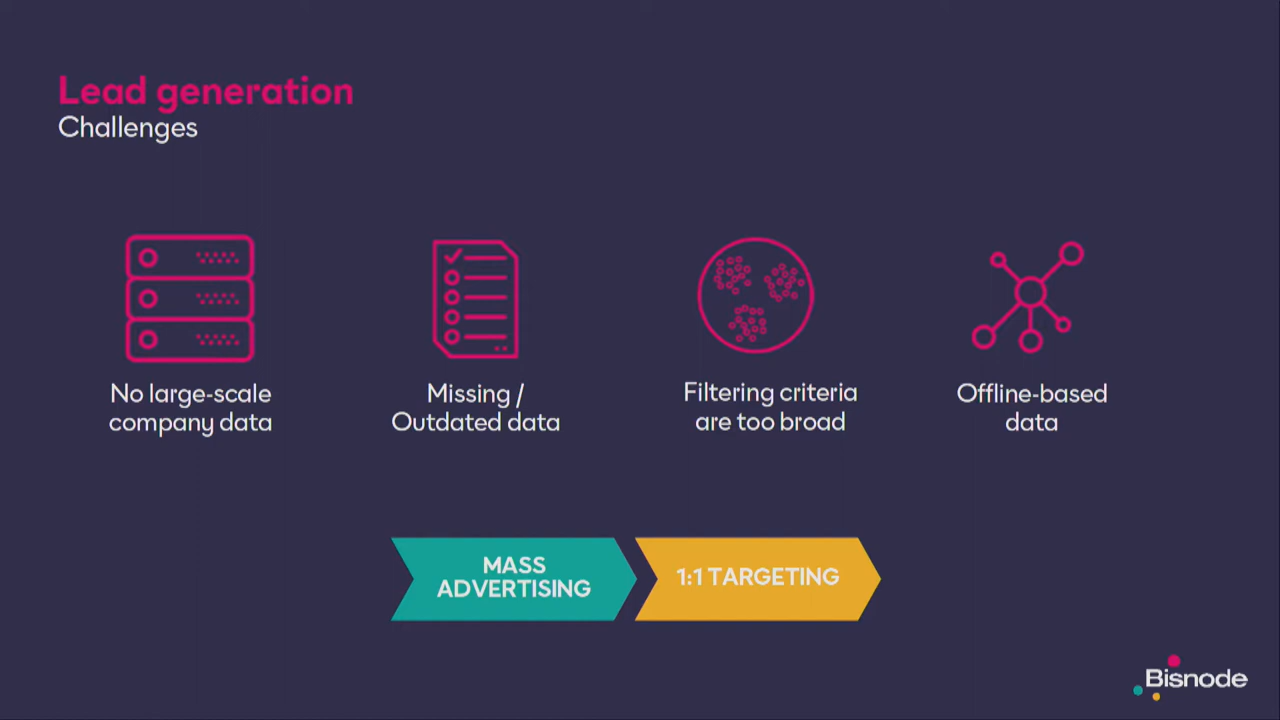 Lead generation
Challenges
No large-scale
company data
Missing /
Outdated data
Filtering criteria
are too broad
Offline-based
data
MASS
ADVERTISING
1:1 TARGETING
Bisnode